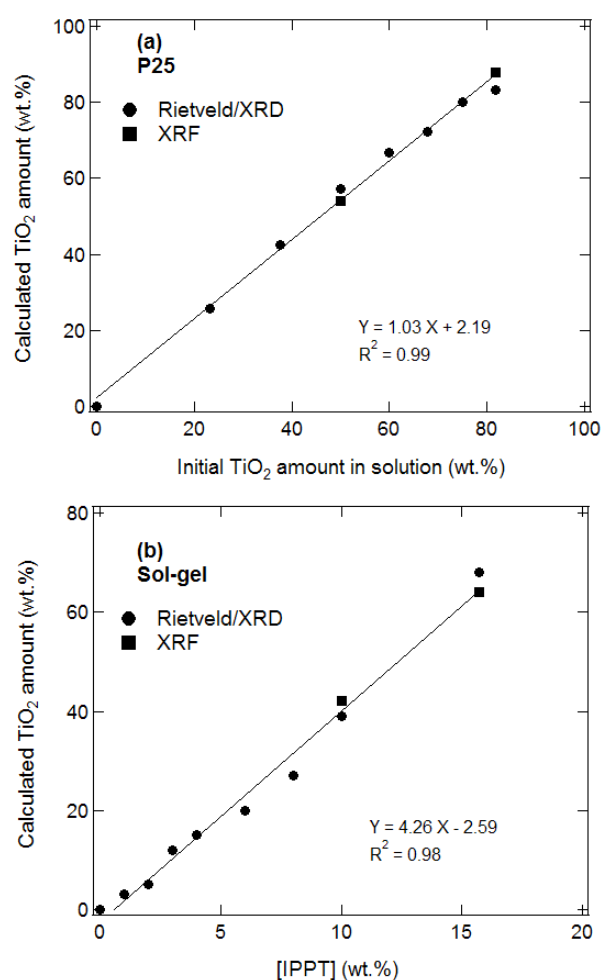 (a)
P25
Rietveld/XRD
XRF
Y = 1.03 X + 2.19
R² = 0.99
Calculated TiO₂ amount (wt.%)
100
80
60
40
20
0
0 20 40 60 80 100
Initial TiO₂ amount in solution (wt.%)
(b)
Sol-gel
Rietveld/XRD
XRF
Y = 4.26 X - 2.59
R² = 0.98
Calculated TiO₂ amount (wt.%)
80
60
40
20
0
0 5 10 15 20
[IPPT] (wt.%)